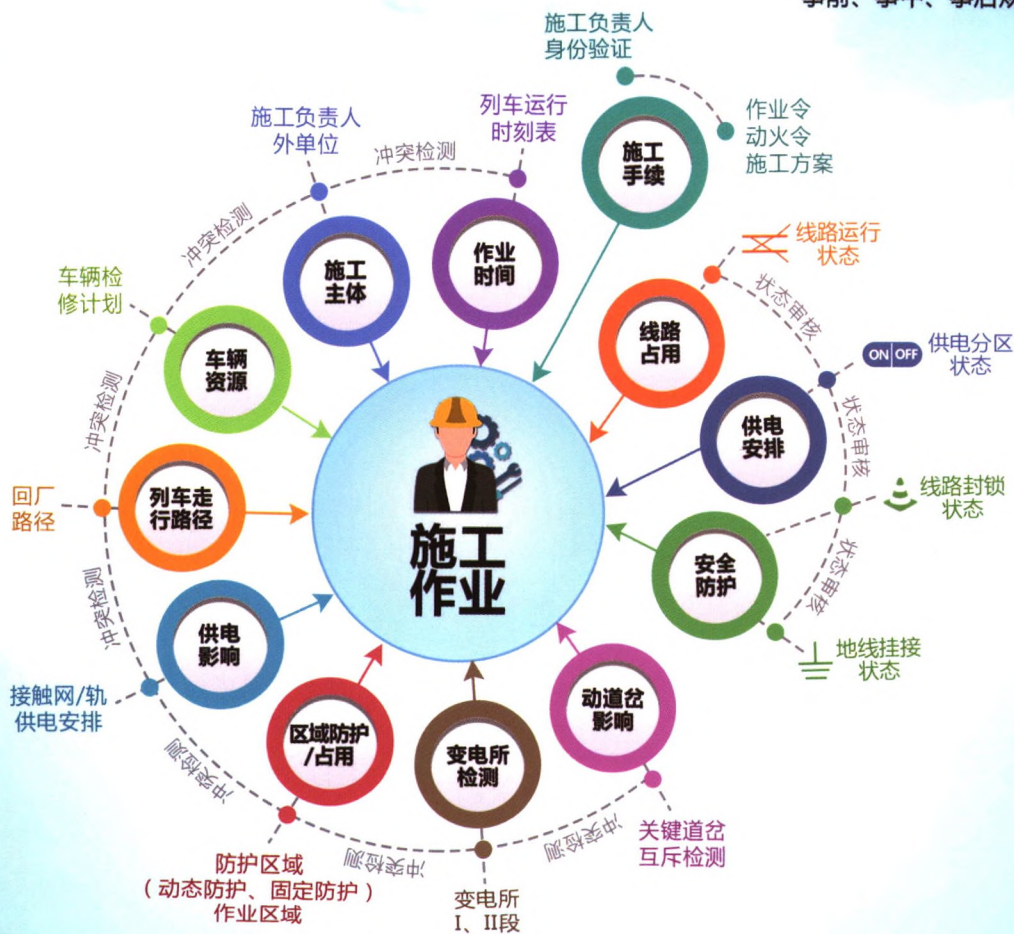 事前、事中、事后
施工负责人
身份验证
作业令
动火令
施工方案
施工
手续
列车运行
时刻表
作业
时间
施工负责人
外单位
施工
主体
冲突检测
冲突检测
车辆检
修计划
车辆
资源
冲突检测
回厂
路径
列车走
行路径
冲突检测
接触网/轨
供电安排
供电
影响
冲突检测
防护区域
（动态防护、固定防护）
作业区域
区域防护
/占用
冲突检测
变电所
I、II段
变电所
检测
冲突检测
关键道岔
互斥检测
动道岔
影响
线路运行
状态
线路
占用
状态审核
ON OFF
供电分区
状态
供电
安排
状态审核
线路封锁
状态
安全
防护
状态审核
地线挂接
状态
施工
作业